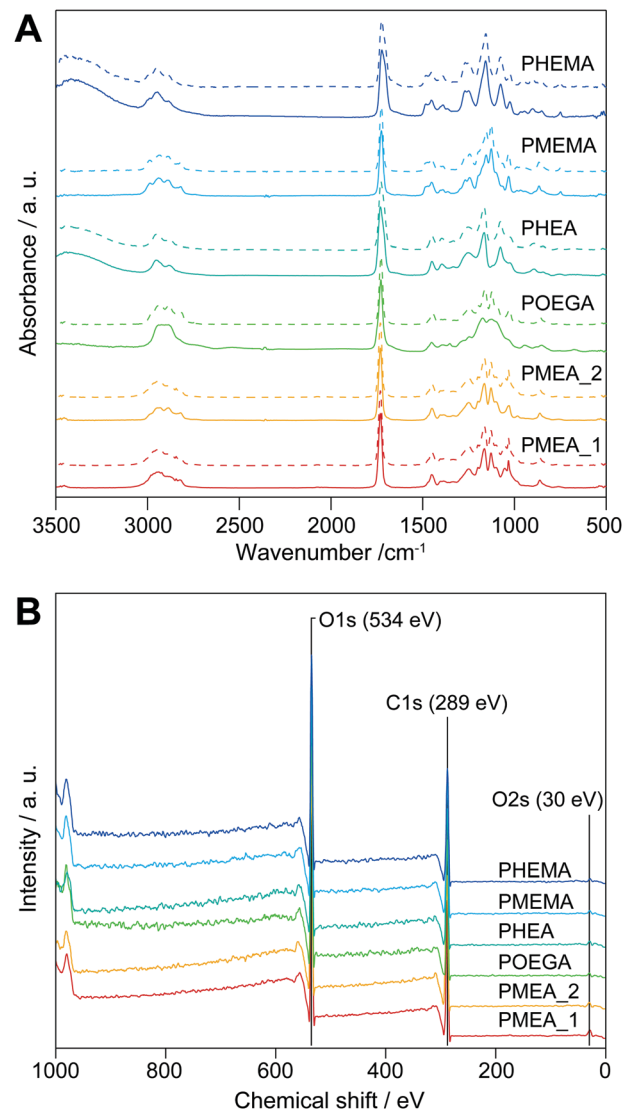 A
PHEMA
PMEMA
PHEA
POEGA
PMEA_2
PMEA_1
Absorbance / a. u.
3500 3000 2500 2000 1500 1000 500
Wavenumber /cm-1
B
O1s (534 eV)
C1s (289 eV)
O2s (30 eV)
PHEMA
PMEMA
PHEA
POEGA
PMEA_2
PMEA_1
Intensity / a. u.
1000 800 600 400 200 0
Chemical shift / eV